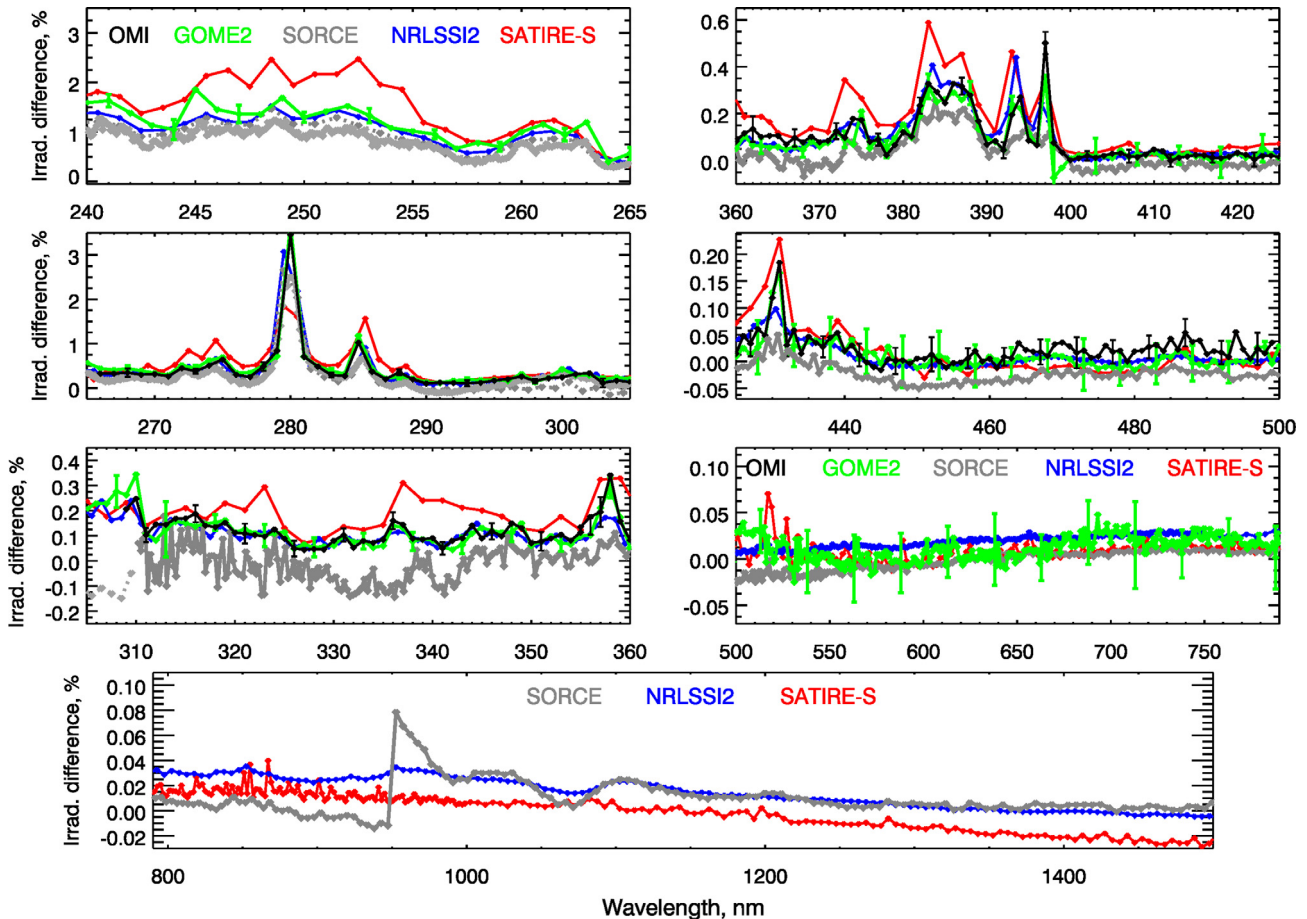 Irrad. difference, %
3
2
1
0
OMI GOME2 SORCE NRLSSI2 SATIRE-S
240 245 250 255 260 265
0.6
0.4
0.2
0.0
360 370 380 390 400 410 420
Irrad. difference, %
3
2
1
0
270 280 290 300
0.20
0.15
0.10
0.05
0.00
-0.05
440 460 480 500
Irrad. difference, %
0.4
0.3
0.2
0.1
0.0
-0.1
-0.2
310 320 330 340 350 360
0.10
0.05
0.00
-0.05
OMI GOME2 SORCE NRLSSI2 SATIRE-S
500 550 600 650 700 750
Irrad. difference, %
0.10
0.08
0.06
0.04
0.02
0.00
-0.02
SORCE NRLSSI2 SATIRE-S
800 1000 1200 1400
Wavelength, nm